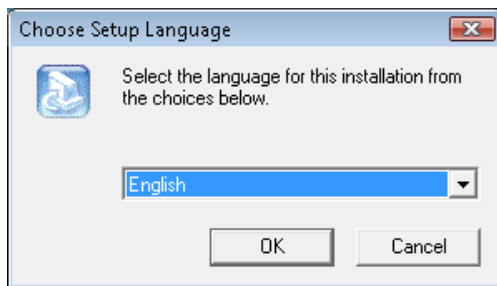 Choose Setup Language
Select the language for this installation from
the choices below.
English
OK
Cancel